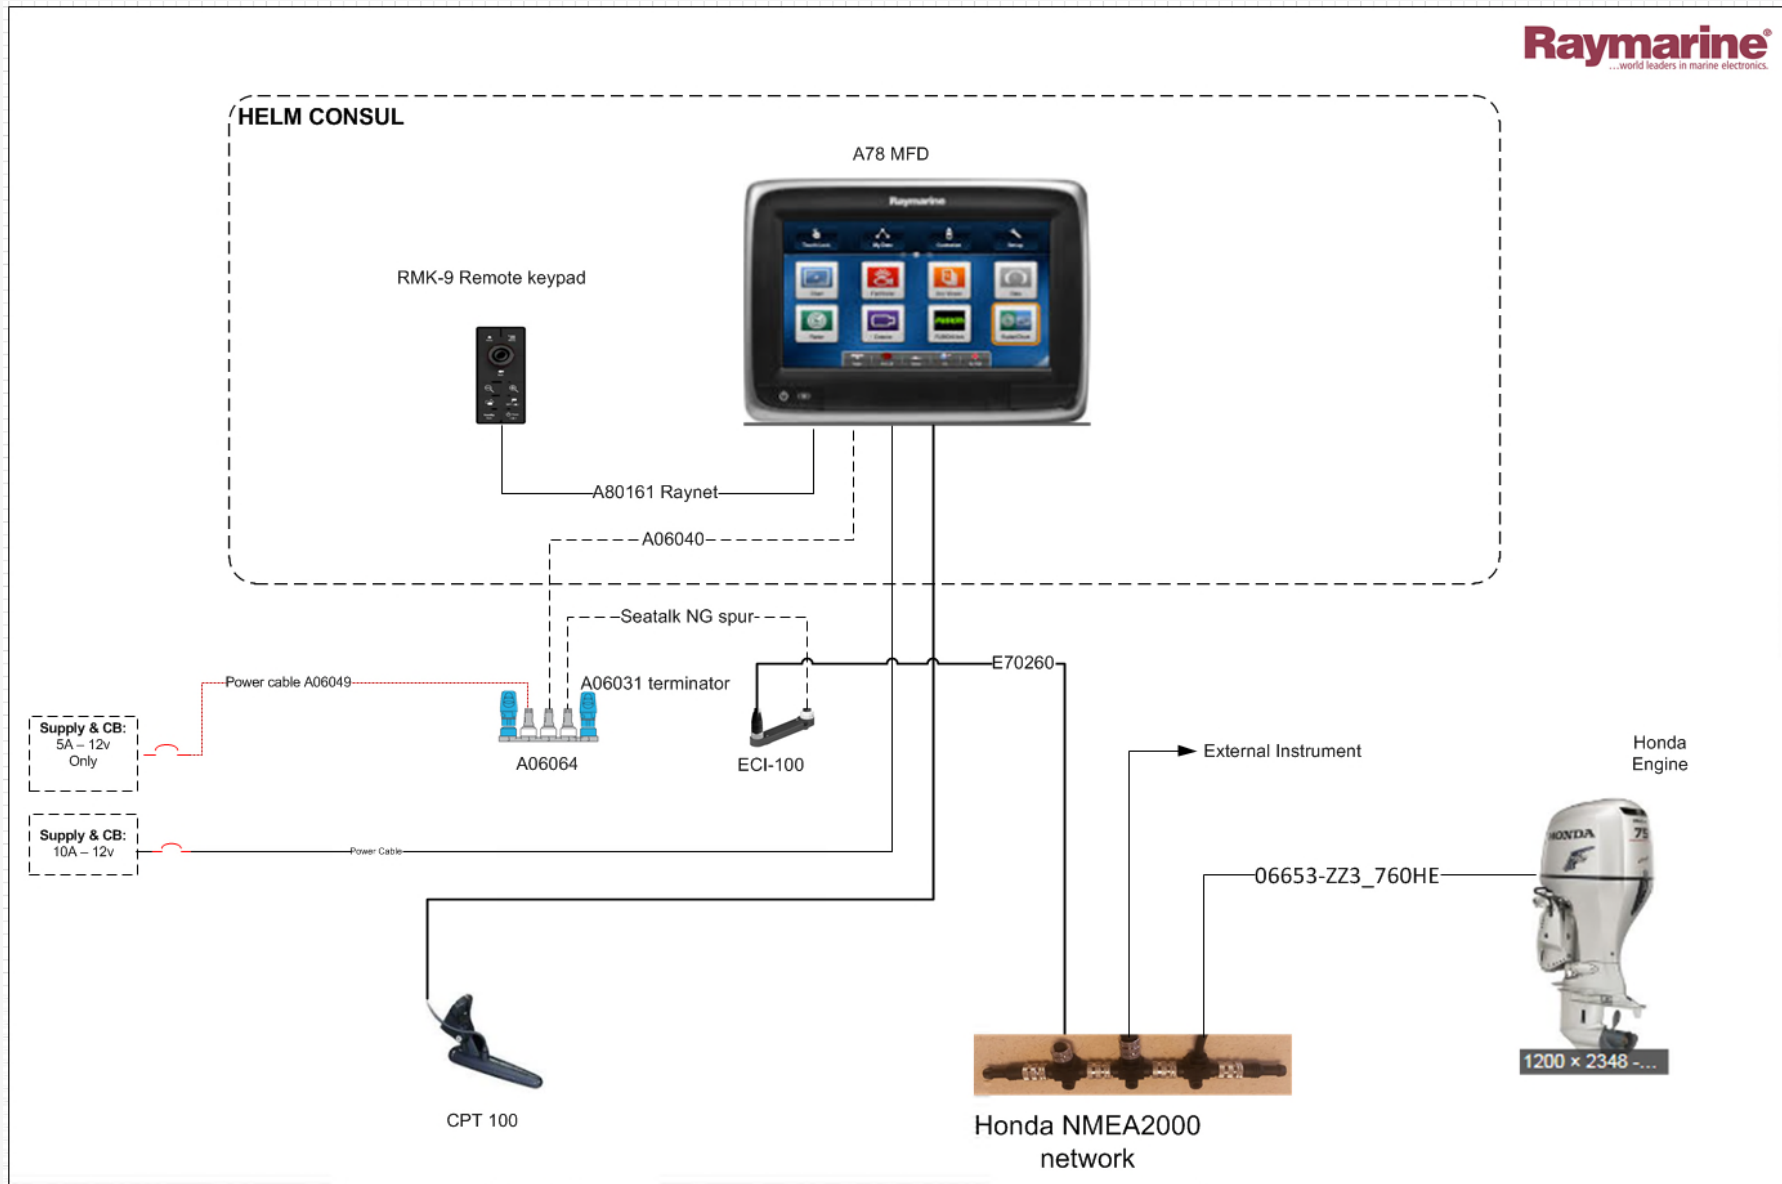 Raymarine®
...world leaders in marine electronics.
HELM CONSUL
A78 MFD
Raymarine
RMK-9 Remote keypad
A80161 Raynet
A06040
Seatalk NG spur
E70260
Power cable A06049
A06031 terminator
Supply & CB:
5A – 12v
Only
A06064
ECI-100
External Instrument
Honda
Engine
Supply & CB:
10A – 12v
Power Cable
HONDA
75
06653-ZZ3_760HE
1200 × 2348 -...
CPT 100
Honda NMEA2000
network